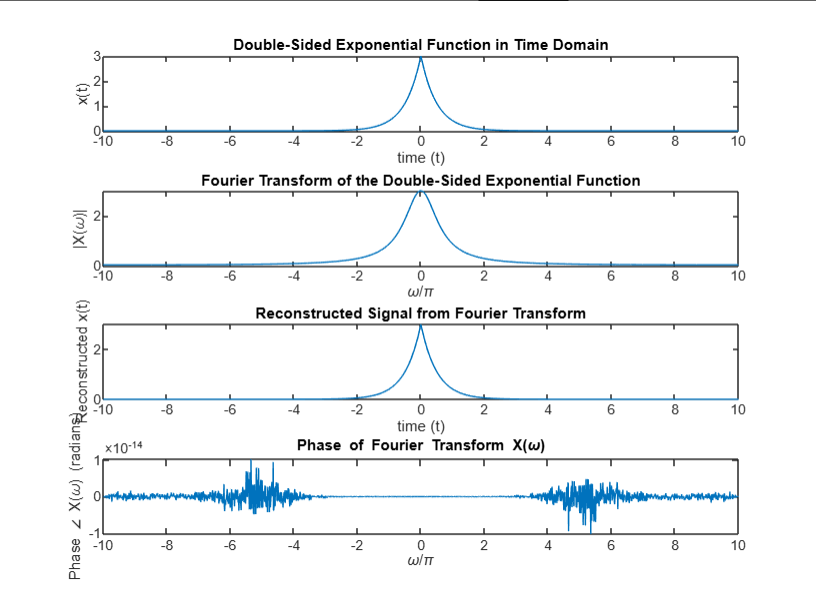 Double-Sided Exponential Function in Time Domain
x(t)
3
2
1
0
-10 -8 -6 -4 -2 0 2 4 6 8 10
time (t)
Fourier Transform of the Double-Sided Exponential Function
|X(ω)|
2
0
-10 -8 -6 -4 -2 0 2 4 6 8 10
ω/π
Reconstructed Signal from Fourier Transform
Reconstructed x(t)
2
0
-10 -8 -6 -4 -2 0 2 4 6 8 10
time (t)
Phase of Fourier Transform X(ω)
Phase ∠ X(ω) (radians)
×10-14
1
0
-1
-10 -8 -6 -4 -2 0 2 4 6 8 10
ω/π